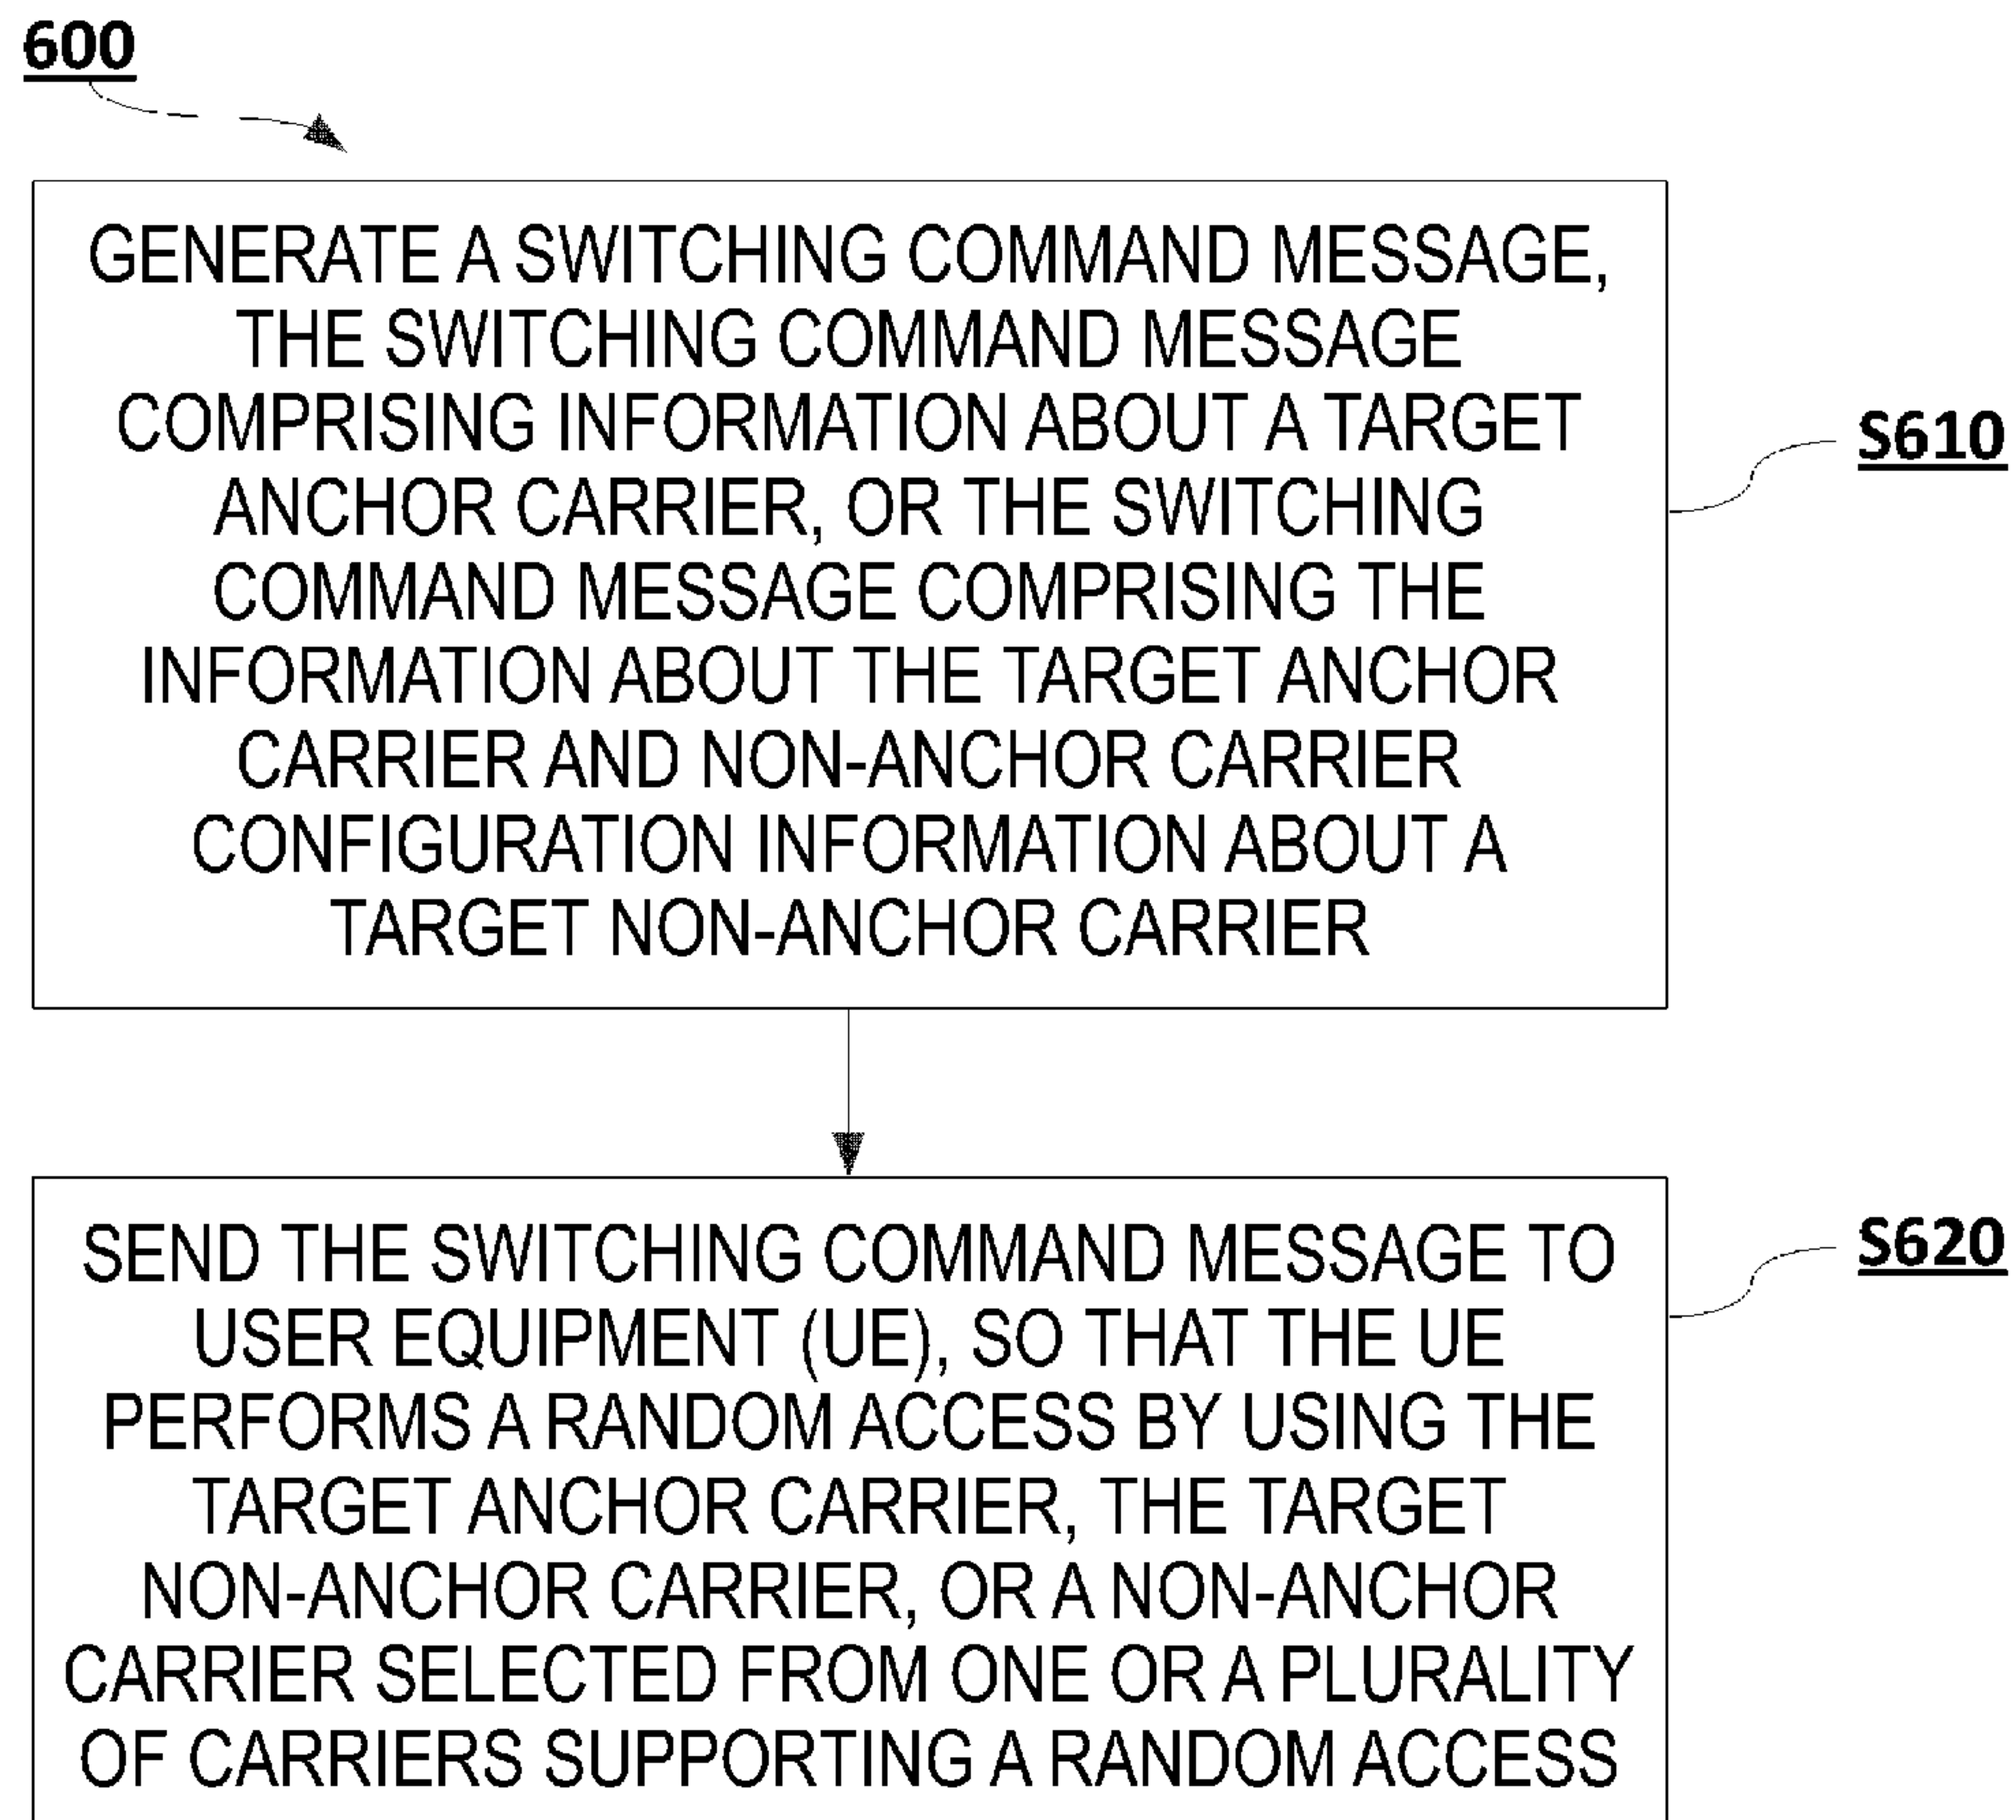 600
GENERATE A SWITCHING COMMAND MESSAGE,
THE SWITCHING COMMAND MESSAGE
COMPRISING INFORMATION ABOUT A TARGET
ANCHOR CARRIER, OR THE SWITCHING
COMMAND MESSAGE COMPRISING THE
INFORMATION ABOUT THE TARGET ANCHOR
CARRIER AND NON-ANCHOR CARRIER
CONFIGURATION INFORMATION ABOUT A
TARGET NON-ANCHOR CARRIER
S610
SEND THE SWITCHING COMMAND MESSAGE TO
USER EQUIPMENT (UE), SO THAT THE UE
PERFORMS A RANDOM ACCESS BY USING THE
TARGET ANCHOR CARRIER, THE TARGET
NON-ANCHOR CARRIER, OR A NON-ANCHOR
CARRIER SELECTED FROM ONE OR A PLURALITY
OF CARRIERS SUPPORTING A RANDOM ACCESS
S620